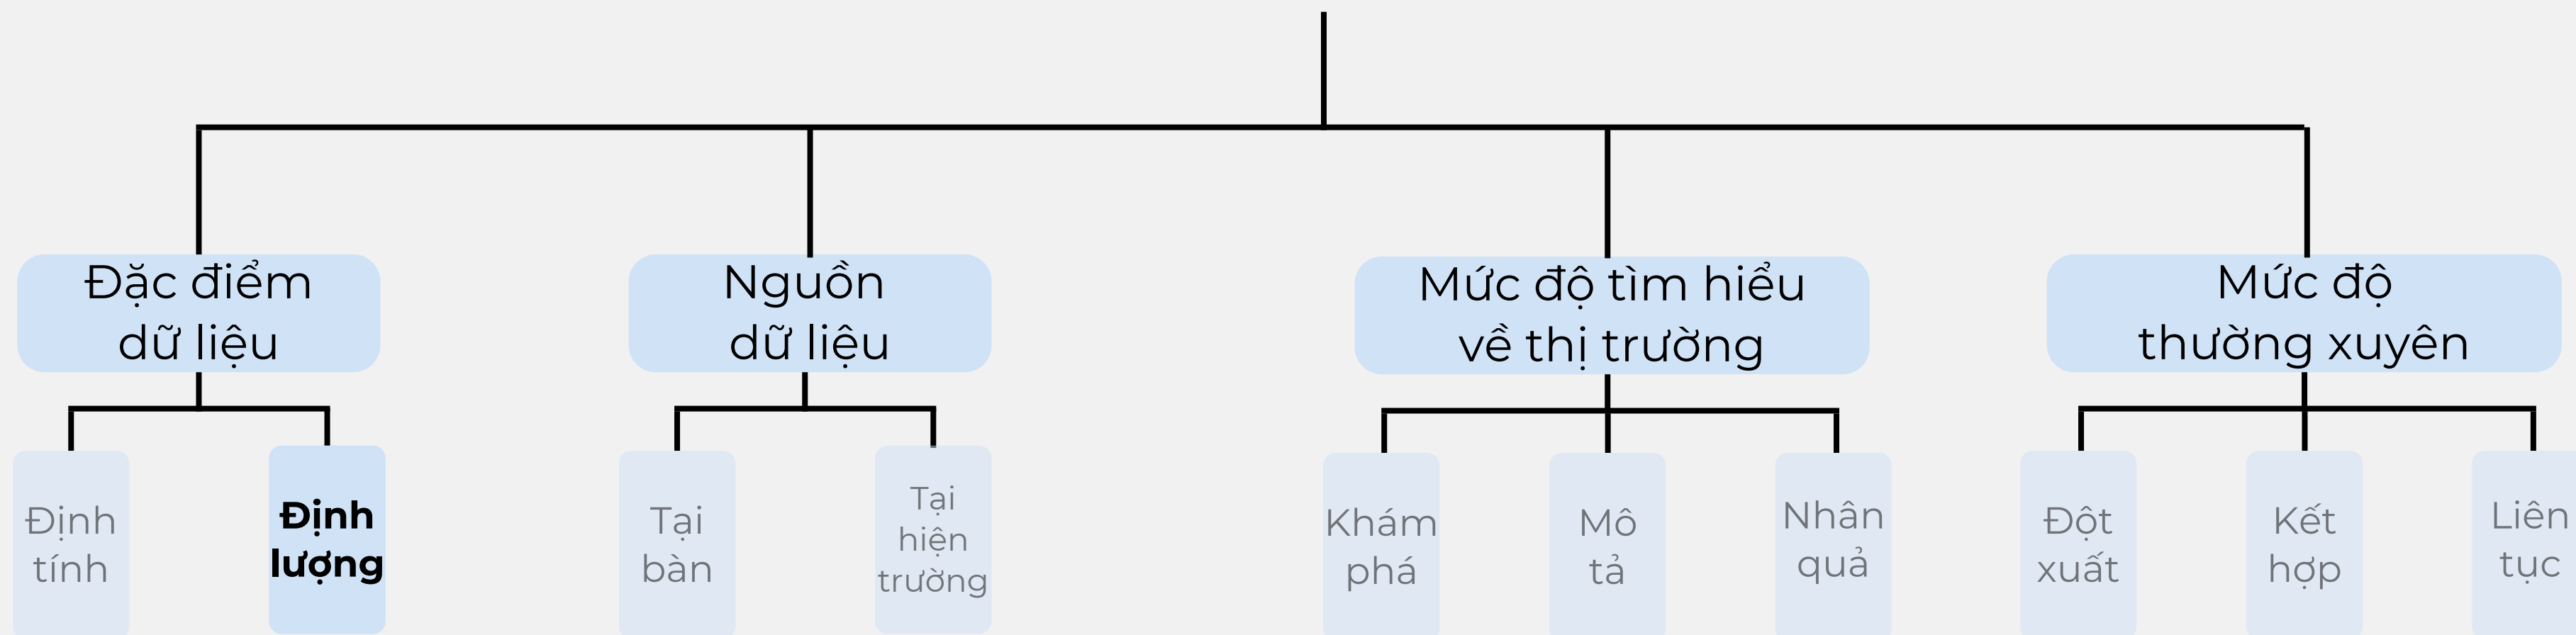 Đặc điểm
dữ liệu
Nguồn
dữ liệu
Mức độ tìm hiểu
về thị trường
Mức độ
thường xuyên
Định
tính
Định
lượng
Tại
bàn
Tại
hiện
trường
Khám
phá
Mô
tả
Nhân
quả
Đột
xuất
Kết
hợp
Liên
tục